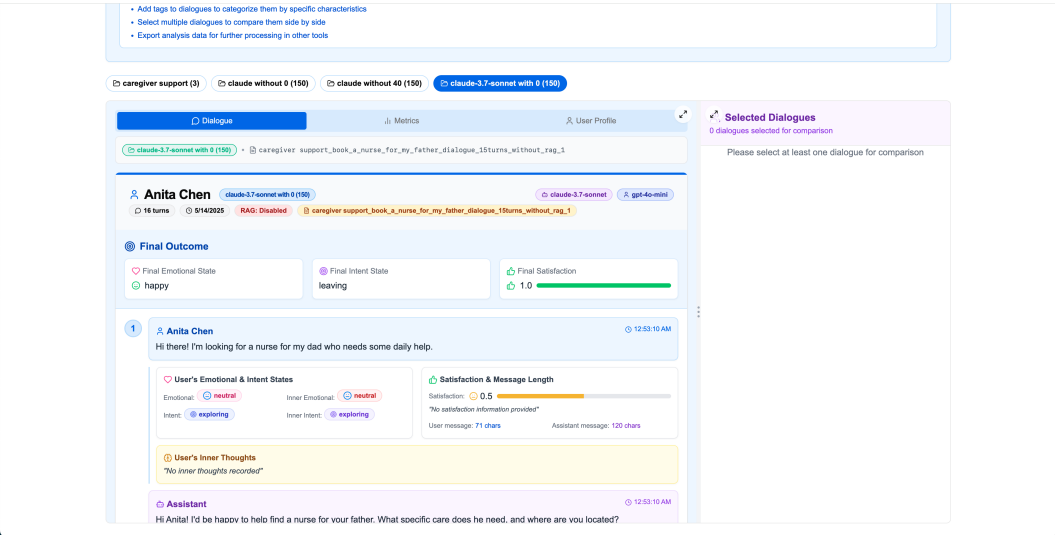 Add tags to dialogues to categorize them by specific characteristics
Select multiple dialogues to compare them side by side
Export analysis data for further processing in other tools
caregiver support (3) claude without 0 (150) claude without 40 (150) claude-3.7-sonnet with 0 (150)
Dialogue Metrics User Profile
claude-3.7-sonnet with 0 (150) • caregiver support_book_a_nurse_for_my_father_dialogue_15turns_without_rag_1
Anita Chen claude-3.7-sonnet with 0 (150) claude-3.7-sonnet gpt-4o-mini
16 turns 5/14/2025 RAG: Disabled caregiver support_book_a_nurse_for_my_father_dialogue_15turns_without_rag_1
Final Outcome
Final Emotional State
happy
Final Intent State
leaving
Final Satisfaction
1.0
1
Anita Chen 12:53:10 AM
Hi there! I'm looking for a nurse for my dad who needs some daily help.
User's Emotional & Intent States
Emotional: neutral Inner Emotional: neutral
Intent: exploring Inner Intent: exploring
Satisfaction & Message Length
Satisfaction: 0.5
"No satisfaction information provided"
User message: 71 chars Assistant message: 120 chars
User's Inner Thoughts
"No inner thoughts recorded"
Assistant 12:53:10 AM
Hi Anita! I'd be happy to help find a nurse for your father. What specific care does he need, and where are you located?
Selected Dialogues
0 dialogues selected for comparison
Please select at least one dialogue for comparison